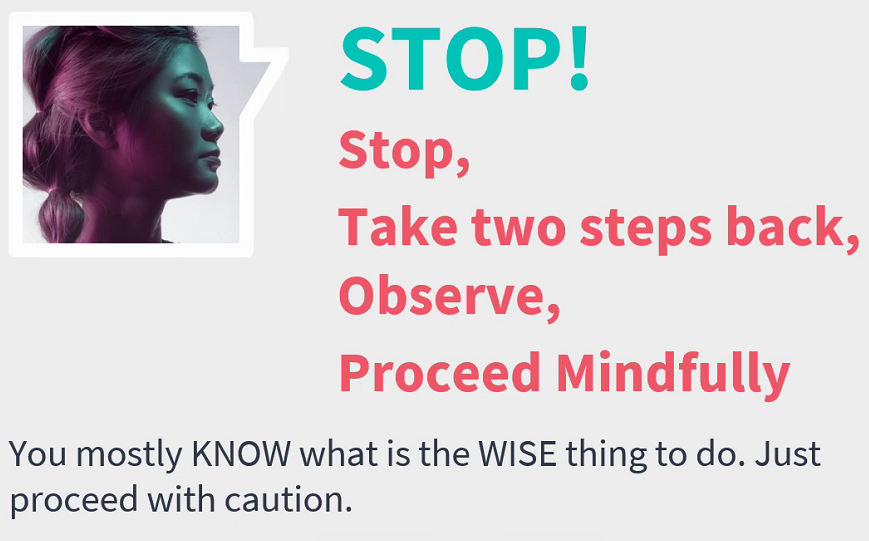 STOP!
Stop,
Take two steps back,
Observe,
Proceed Mindfully
You mostly KNOW what is the WISE thing to do. Just
proceed with caution.